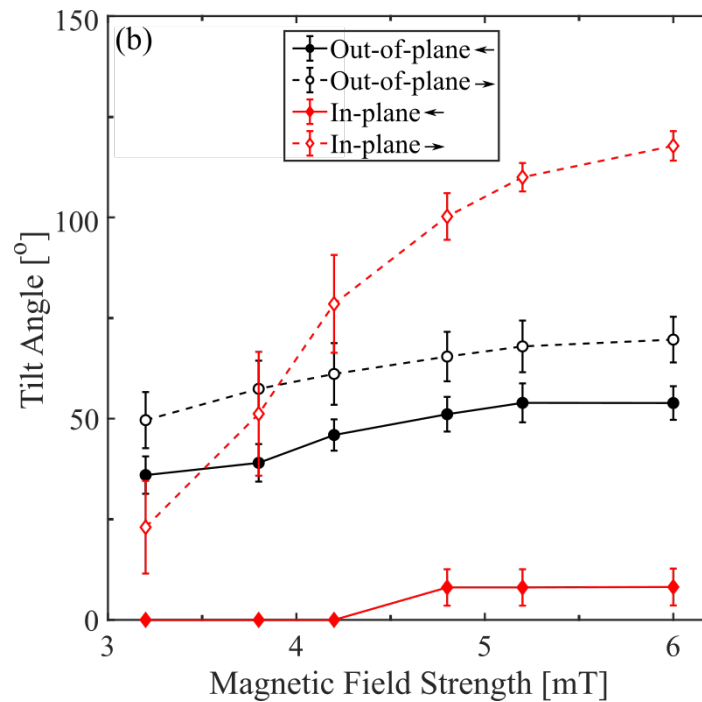 (b)
Out-of-plane ←
Out-of-plane →
In-plane ←
In-plane →
150
100
50
0
Tilt Angle [o]
3 4 5 6
Magnetic Field Strength [mT]